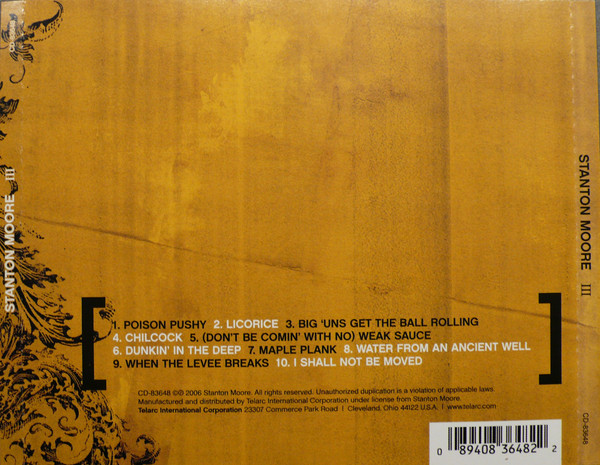 1. POISON PUSHY 2. LICORICE 3. BIG 'UNS GET THE BALL ROLLING
4. CHILCOCK 5. (DON'T BE COMIN' WITH NO) WEAK SAUCE
6. DUNKIN' IN THE DEEP 7. MAPLE PLANK 8. WATER FROM AN ANCIENT WELL
9. WHEN THE LEVEE BREAKS 10. I SHALL NOT BE MOVED
CD-83648 ©℗ 2006 Stanton Moore. All rights reserved. Unauthorized duplication is a violation of applicable laws.
Manufactured and distributed by Telarc International Corporation under license from Stanton Moore.
Telarc International Corporation 23307 Commerce Park Road | Cleveland, Ohio 44122 U.S.A. | www.telarc.com
0 89408 36482 2
STANTON MOORE III
STANTON MOORE III
CD-83648